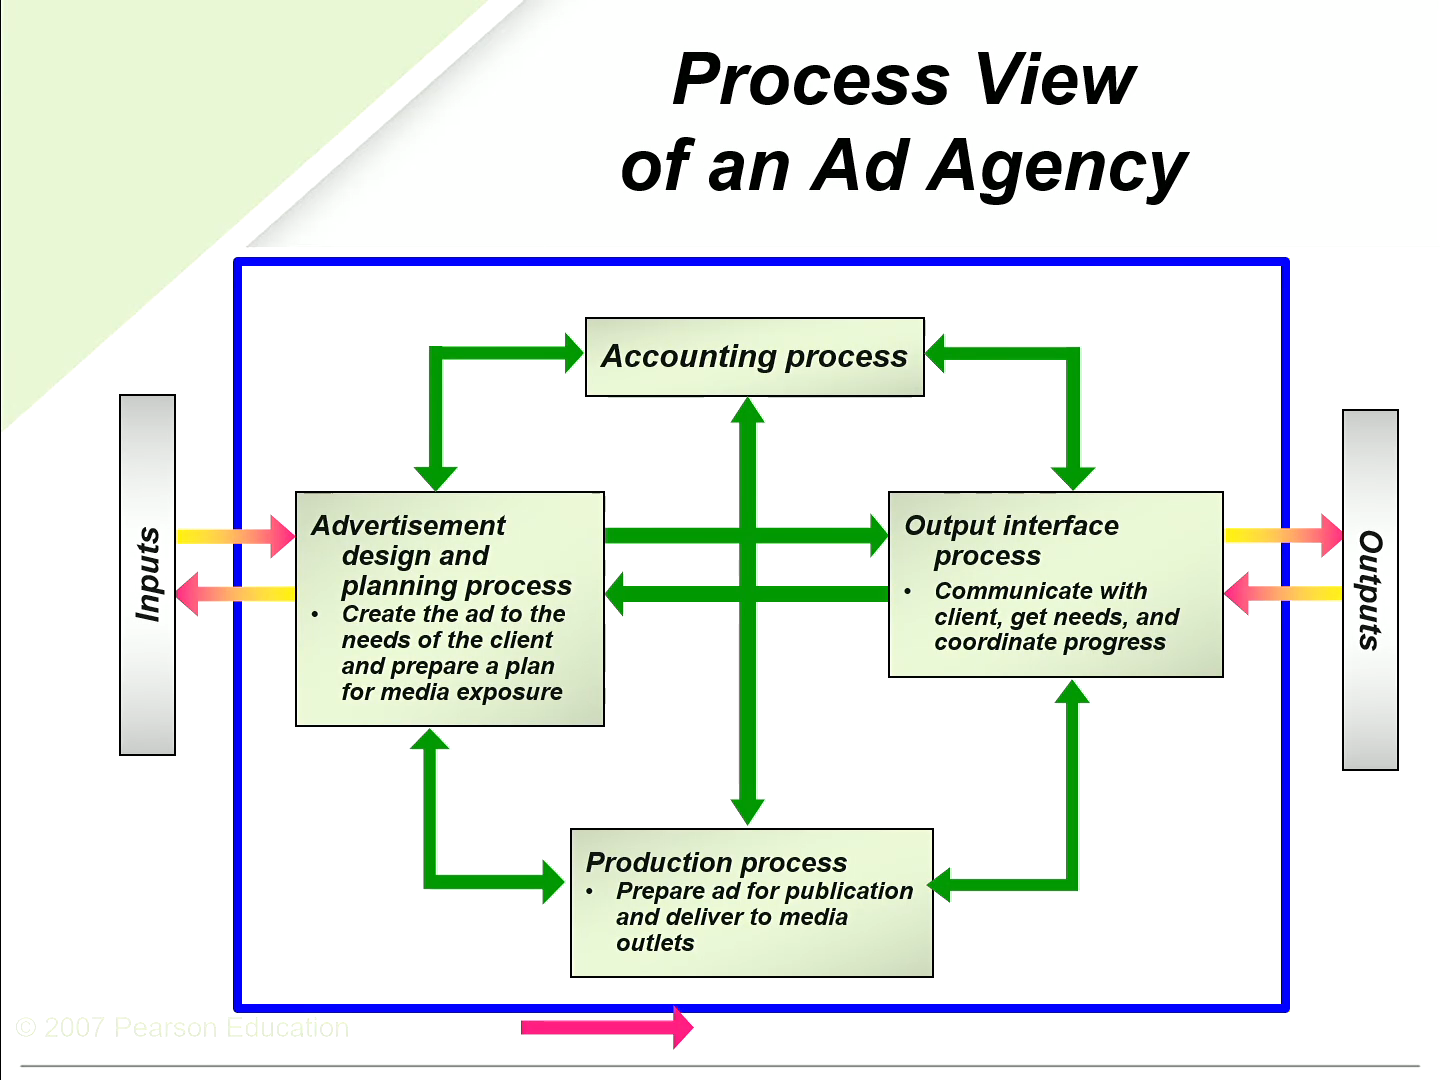 Process View
of an Ad Agency
Accounting process
Inputs
Advertisement
design and
planning process
• Create the ad to the
needs of the client
and prepare a plan
for media exposure
Output interface
process
• Communicate with
client, get needs, and
coordinate progress
Outputs
Production process
• Prepare ad for publication
and deliver to media
outlets
© 2007 Pearson Education